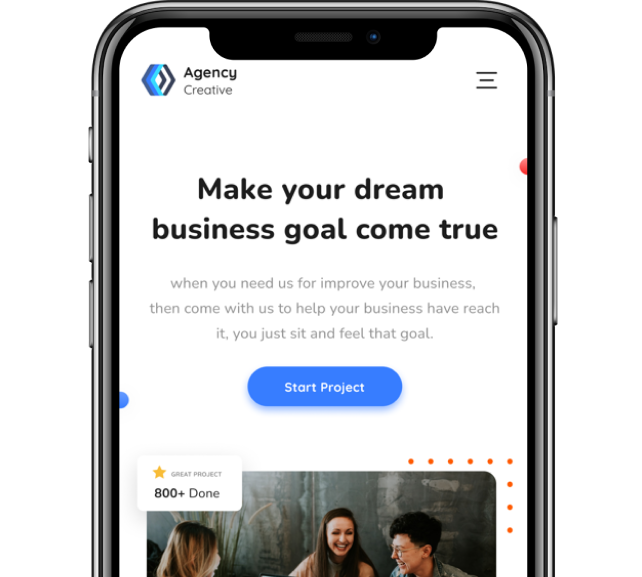 Agency
Creative
Make your dream
business goal come true
when you need us for improve your business,
then come with us to help your business have reach
it, you just sit and feel that goal.
Start Project
GREAT PROJECT
800+ Done